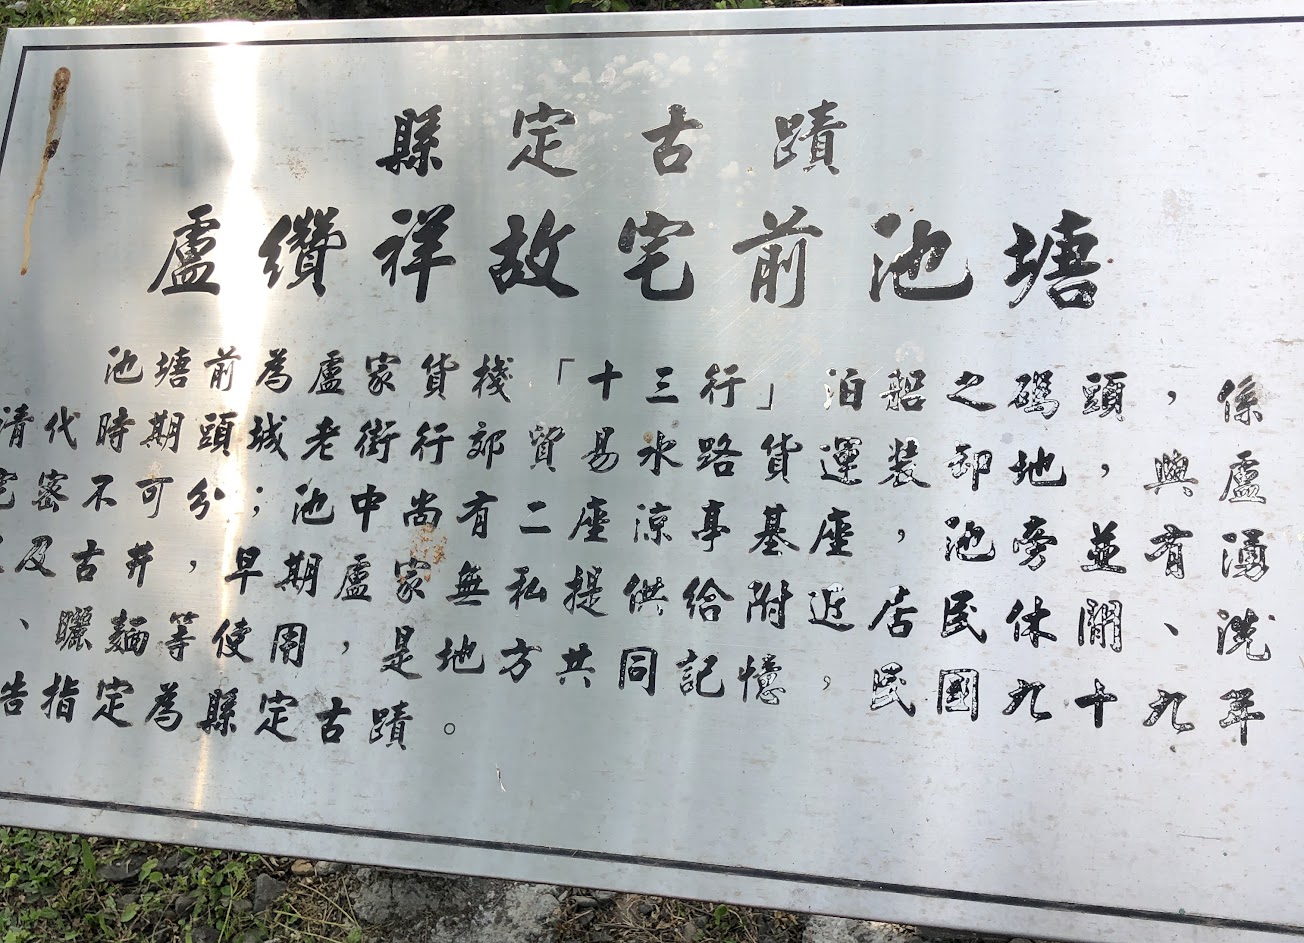 縣定古蹟
盧纘祥故宅前池塘
池塘前為盧家貨棧「十三行」泊船之碼頭，係
清代時期頭城老街行郊貿易水路貨運裝卸地，與盧
宅密不可分；池中尚有二座涼亭基座，池旁並有湧
及古井，早期盧家無私提供給附近居民休閒、洗
、曬麵等使用，是地方共同記憶，民國九十九年
告指定為縣定古蹟。